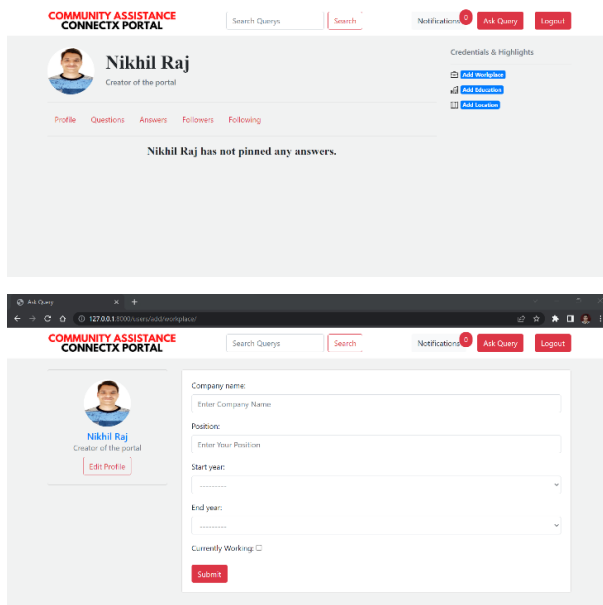 COMMUNITY ASSISTANCE
CONNECTX PORTAL
Search Querys
Search
Notifications 0
Ask Query
Logout
Nikhil Raj
Creator of the portal
Credentials & Highlights
Add Workplace
Add Education
Add Location
Profile Questions Answers Followers Following
Nikhil Raj has not pinned any answers.
Ask Query
127.0.0.1:8000/users/add/workplace/
COMMUNITY ASSISTANCE
CONNECTX PORTAL
Search Querys
Search
Notifications 0
Ask Query
Logout
Nikhil Raj
Creator of the portal
Edit Profile
Company name:
Enter Company Name
Position:
Enter Your Position
Start year:
---------
End year:
---------
Currently Working:
Submit